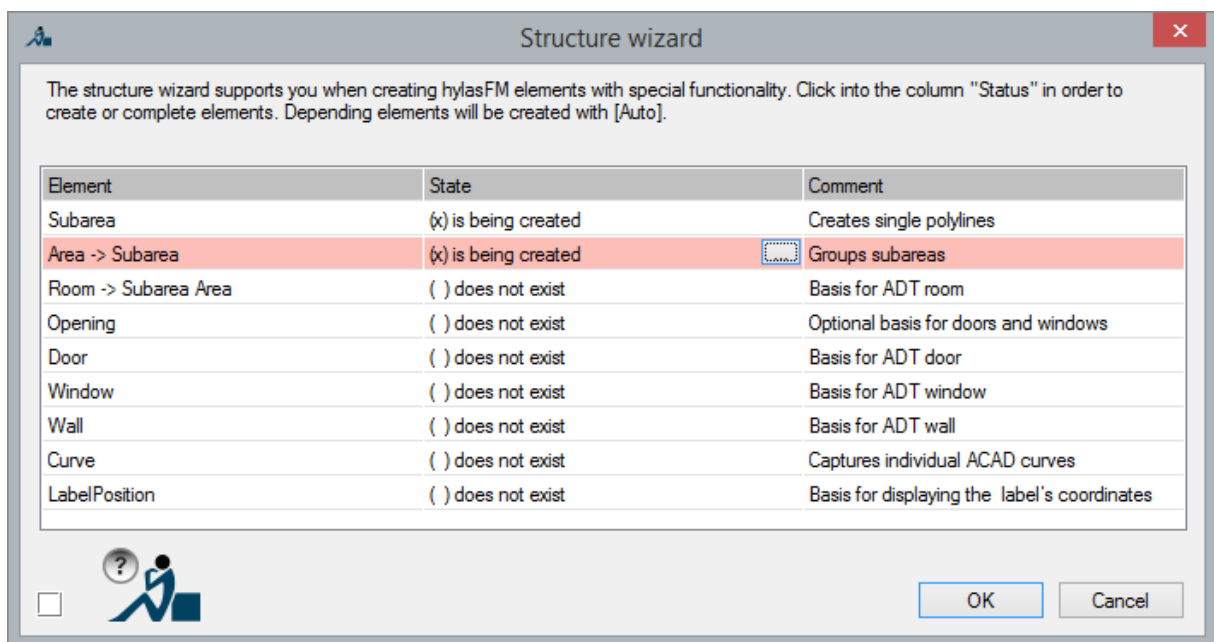 Structure wizard
The structure wizard supports you when creating hylasFM elements with special functionality. Click into the column "Status" in order to
create or complete elements. Depending elements will be created with [Auto].
Element State Comment
Subarea (x) is being created Creates single polylines
Area -> Subarea (x) is being created ... Groups subareas
Room -> Subarea Area ( ) does not exist Basis for ADT room
Opening ( ) does not exist Optional basis for doors and windows
Door ( ) does not exist Basis for ADT door
Window ( ) does not exist Basis for ADT window
Wall ( ) does not exist Basis for ADT wall
Curve ( ) does not exist Captures individual ACAD curves
LabelPosition ( ) does not exist Basis for displaying the label's coordinates
?
OK Cancel